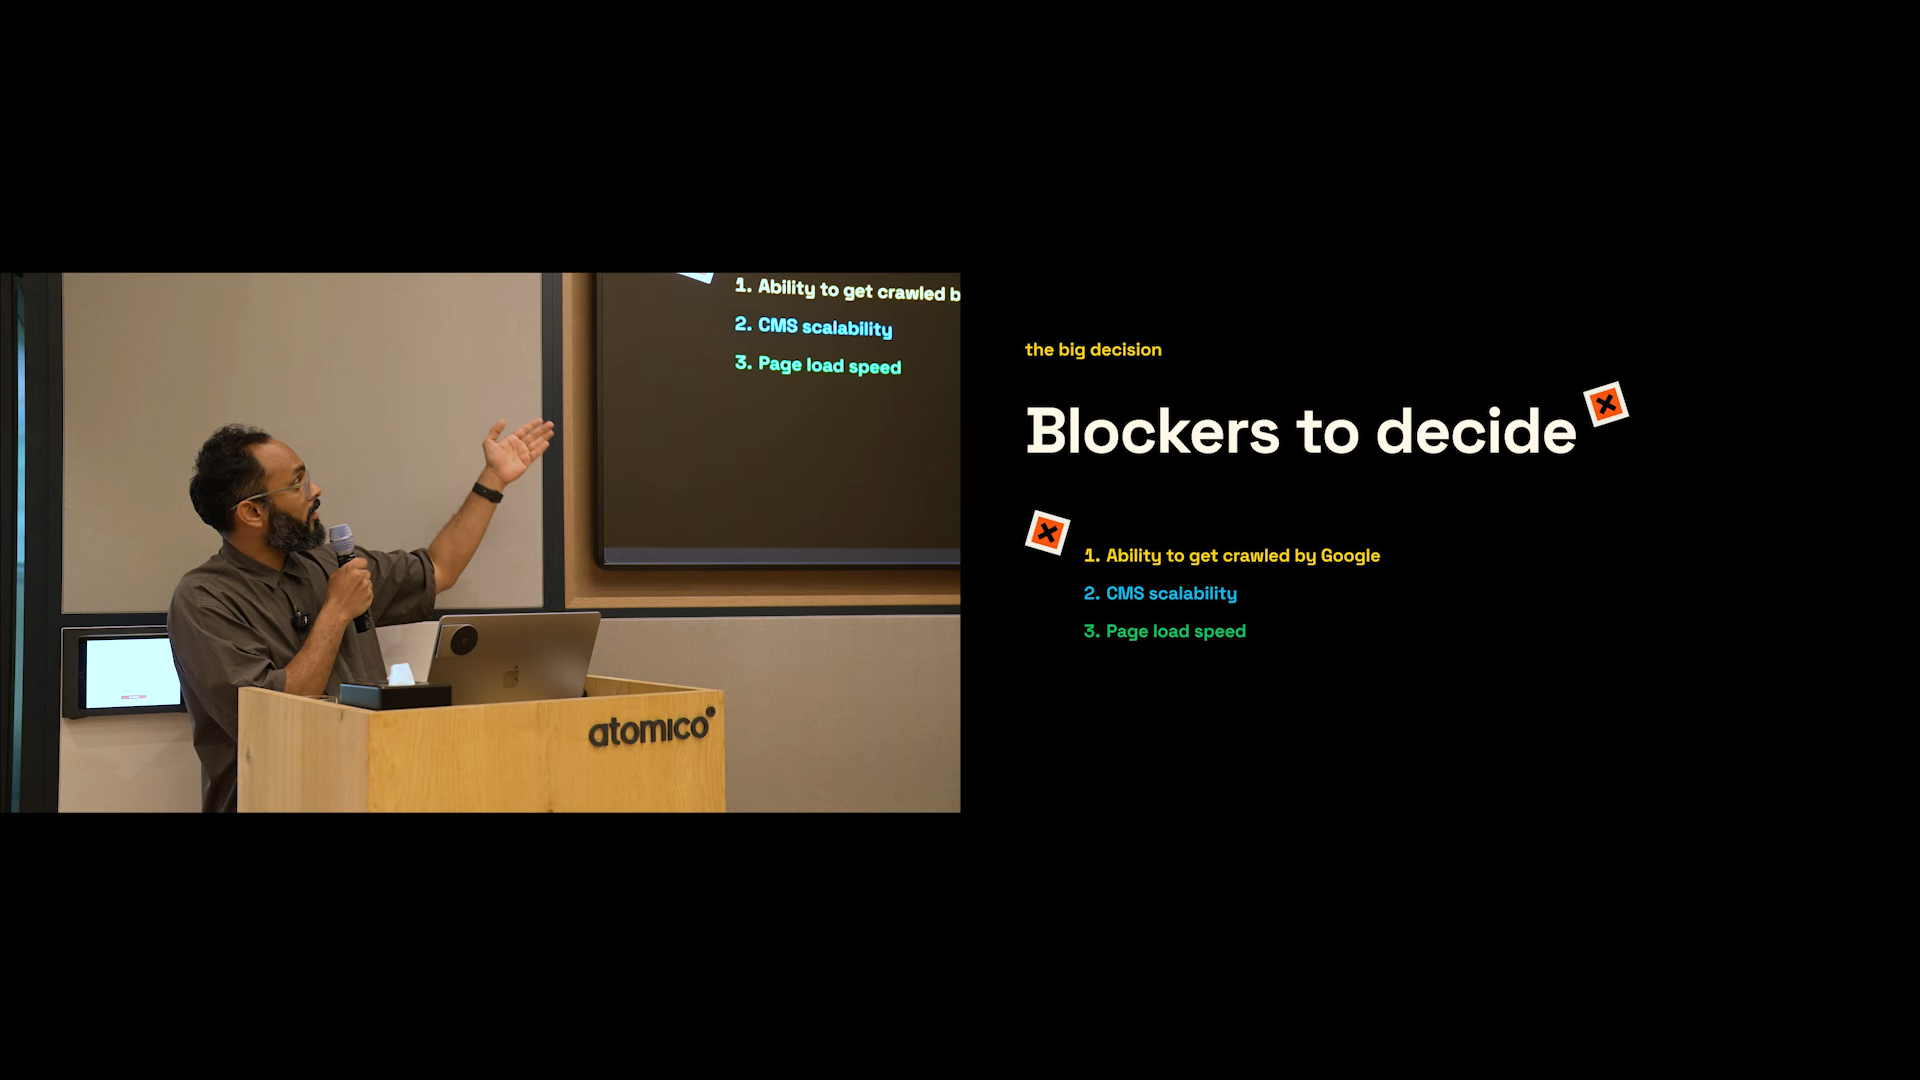 1. Ability to get crawled b
2. CMS scalability
3. Page load speed
atomico
the big decision
Blockers to decide
1. Ability to get crawled by Google
2. CMS scalability
3. Page load speed